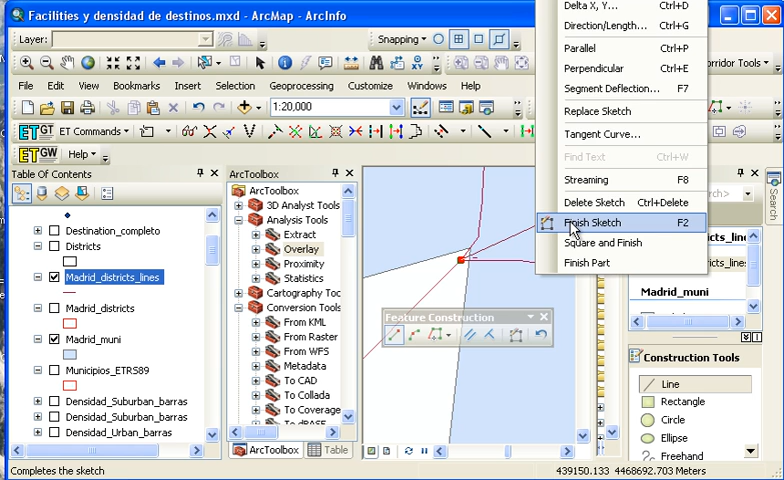 Facilities y densidad de destinos.mxd - ArcMap - ArcInfo
Layer:
Snapping
File Edit View Bookmarks Insert Selection Geoprocessing Customize Windows Help
1:20,000
ET GT ET Commands
ET GW Help
Table Of Contents
Destination_completo
Districts
Madrid_districts_lines
Madrid_districts
Madrid_muni
Municipios_ETRS89
Densidad_Suburban_barras
Densidad_Suburban_barras
Densidad_Urban_barras
ArcToolbox
ArcToolbox
3D Analyst Tools
Analysis Tools
Extract
Overlay
Proximity
Statistics
Cartography Tools
Conversion Tools
From KML
From Raster
From WFS
Metadata
To CAD
To Collada
To Coverage
To dBASE
ArcToolbox Table
Feature Construction
Delta X, Y... Ctrl+D
Direction/Length... Ctrl+G
Parallel Ctrl+P
Perpendicular Ctrl+E
Segment Deflection... F7
Replace Sketch
Tangent Curve...
Find Text Ctrl+W
Streaming F8
Delete Sketch Ctrl+Delete
Finish Sketch F2
Square and Finish
Finish Part
Search
Madrid_muni
Construction Tools
Line
Rectangle
Circle
Ellipse
Freehand
Completes the sketch
439150.133 4468692.703 Meters